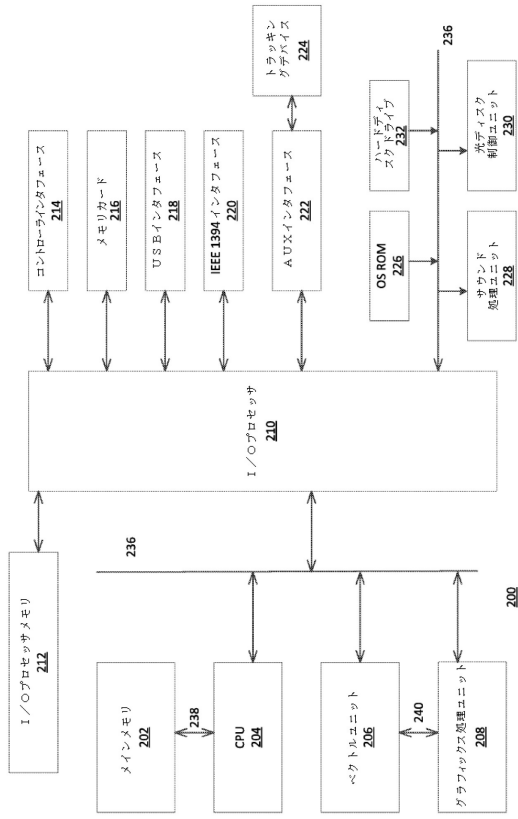 I/Oプロセッサメモリ
212
メインメモリ
202
238
CPU
204
ベクトルユニット
206
240
グラフィックス処理ユニット
208
236
200
I/Oプロセッサ
210
コントローラインタフェース
214
メモリカード
216
USBインタフェース
218
IEEE 1394 インタフェース
220
AUXインタフェース
222
トラッキン
グデバイス
224
OS ROM
226
ハードディ
スクドライブ
232
236
サウンド
処理ユニット
228
光ディスク
制御ユニット
230